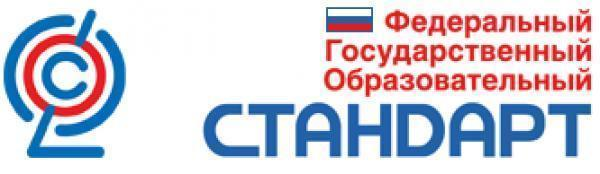 Федеральный
Государственный
Образовательный
СТАНДАРТ
С